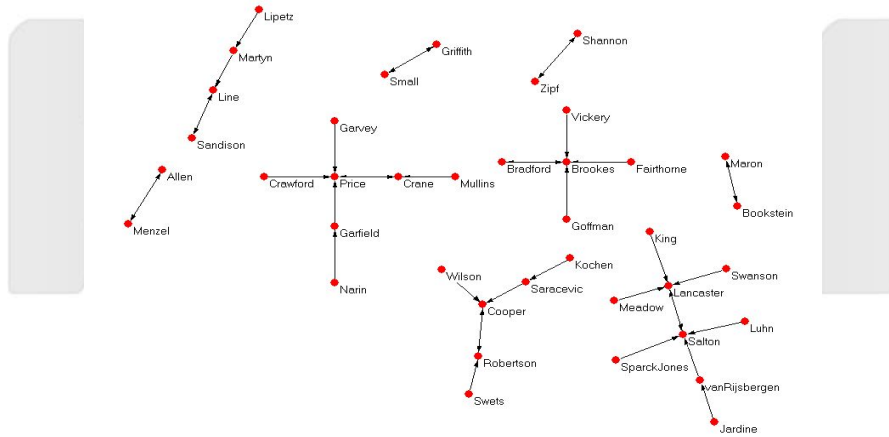 Lipetz
Martyn
Line
Sandison
Griffith
Small
Shannon
Zipf
Allen
Menzel
Garvey
Crawford
Price
Crane
Mullins
Garfield
Narin
Vickery
Bradford
Brookes
Fairthorne
Goffman
Maron
Bookstein
Wilson
Kochen
Saracevic
Cooper
Robertson
Swets
King
Swanson
Meadow
Lancaster
Luhn
Salton
SparckJones
vanRijsbergen
Jardine